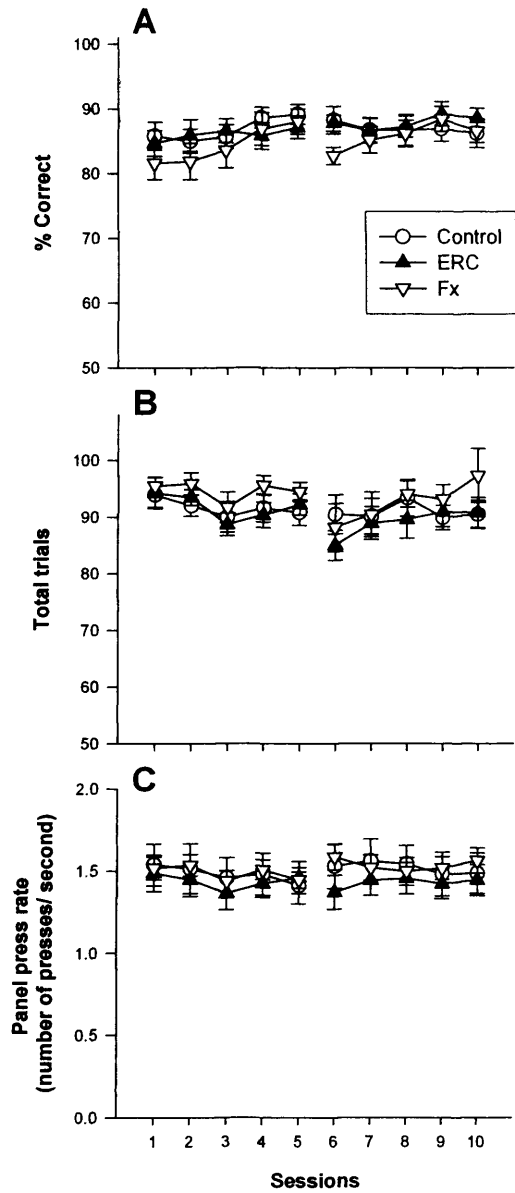 A
100
90
80
70
60
50
% Correct
Control
ERC
Fx
B
100
90
80
70
60
50
Total trials
C
2.0
1.5
1.0
0.5
0.0
Panel press rate
(number of presses/ second)
1 2 3 4 5 6 7 8 9 10
Sessions